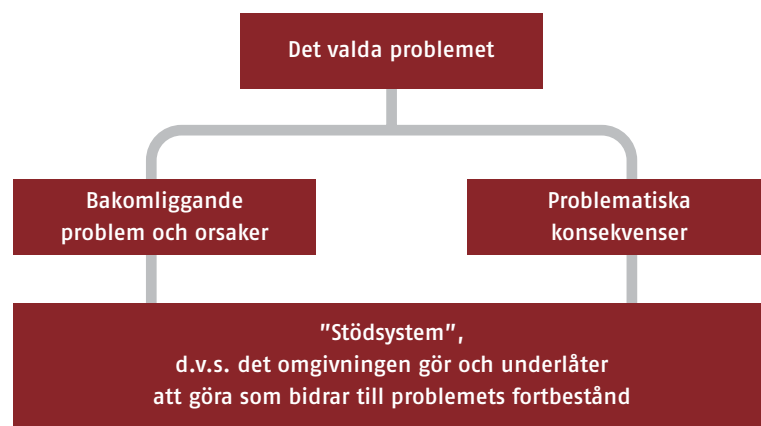 Det valda problemet
Bakomliggande
problem och orsaker
Problematiska
konsekvenser
”Stödsystem”,
d.v.s. det omgivningen gör och underlåter
att göra som bidrar till problemets fortbestånd